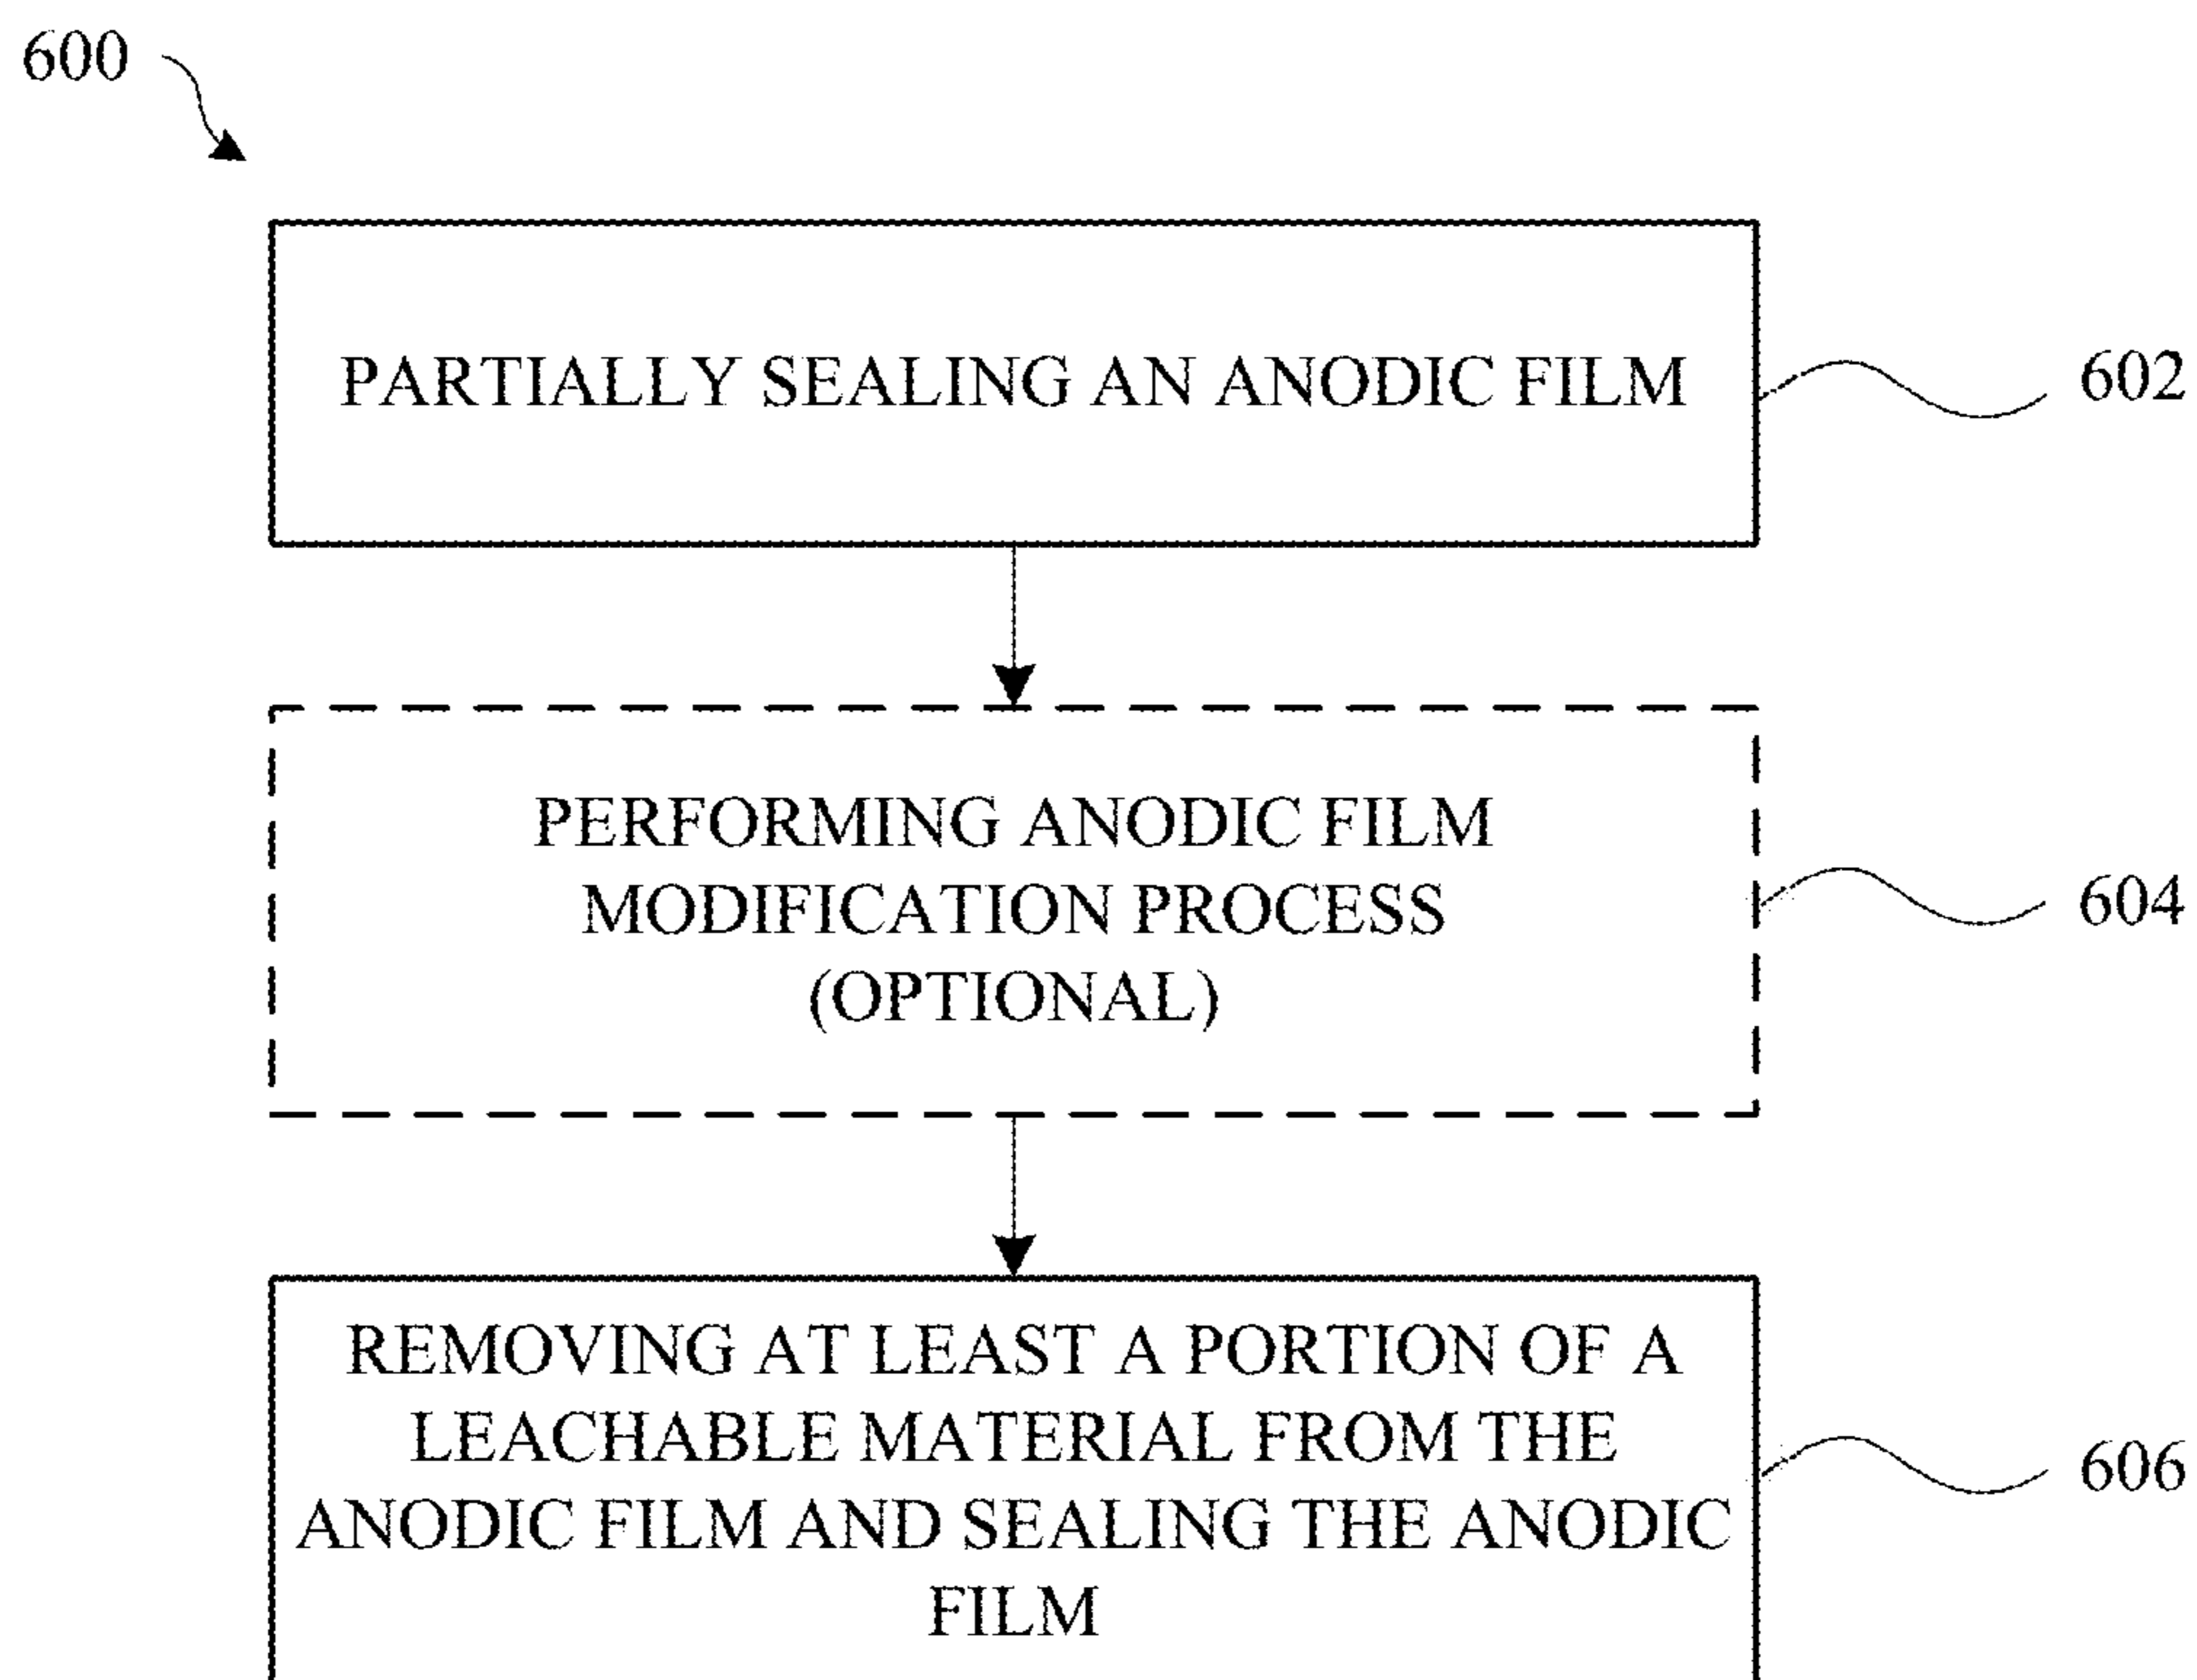 600
PARTIALLY SEALING AN ANODIC FILM
602
PERFORMING ANODIC FILM
MODIFICATION PROCESS
(OPTIONAL)
604
REMOVING AT LEAST A PORTION OF A
LEACHABLE MATERIAL FROM THE
ANODIC FILM AND SEALING THE ANODIC
FILM
606